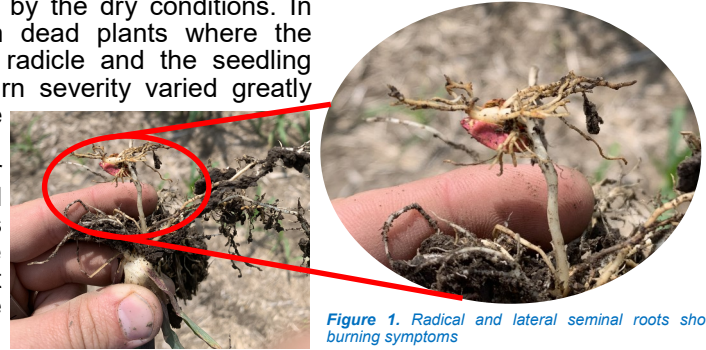 by the dry conditions. In
dead plants where the
radicle and the seedling
severity varied greatly
Figure 1. Radical and lateral seminal roots sho
burning symptoms